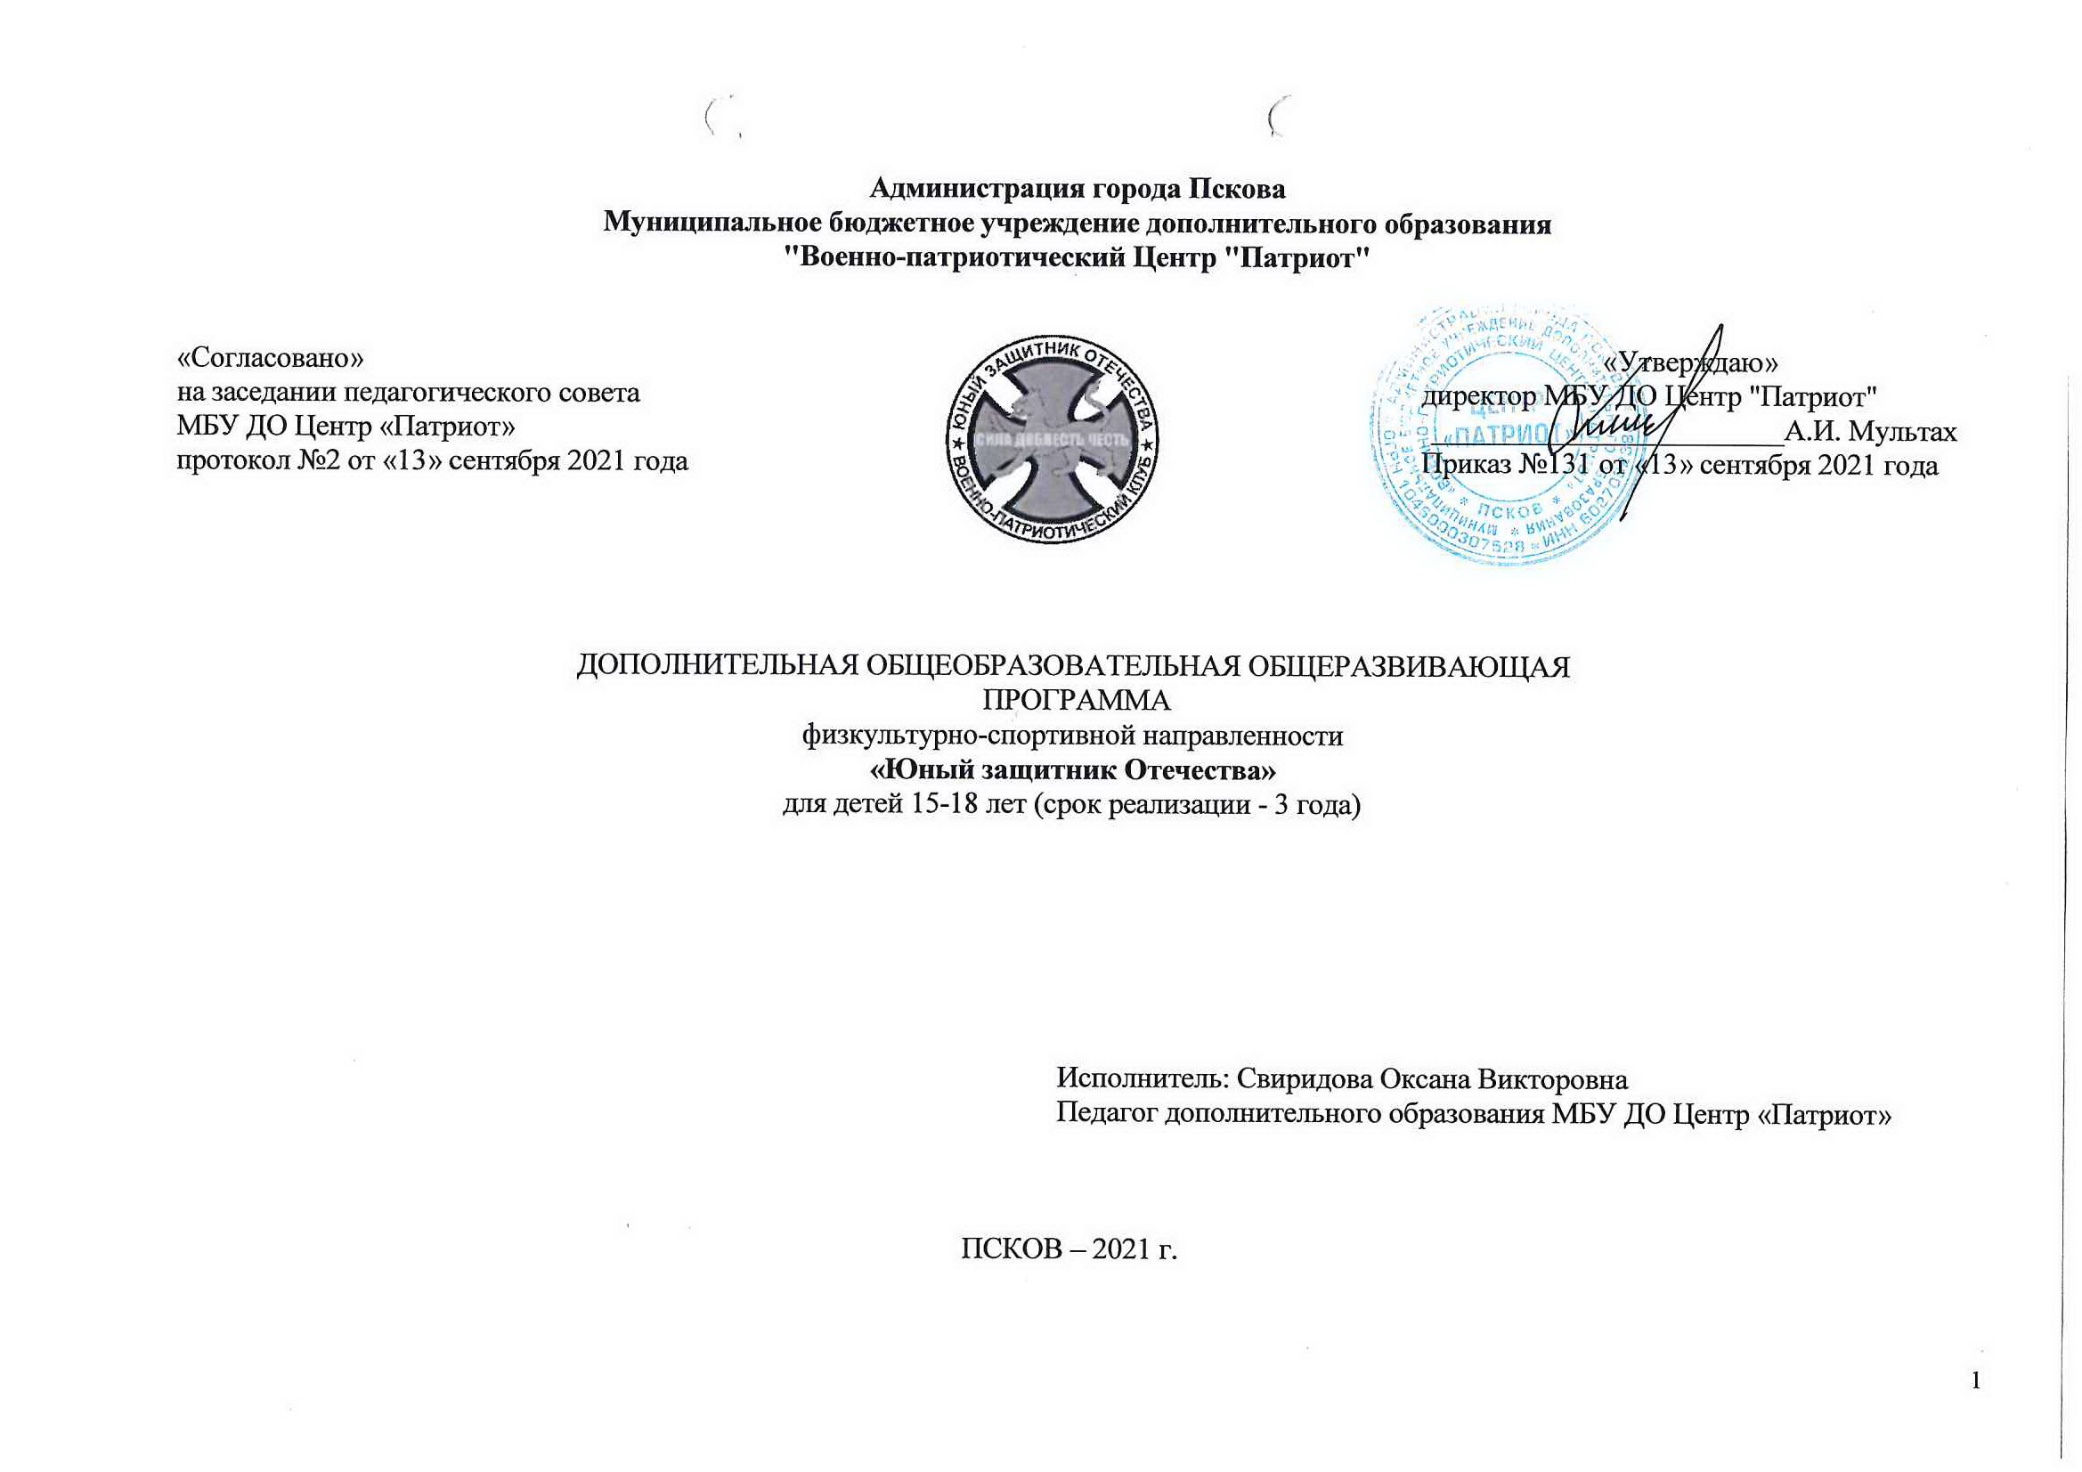 Администрация города Пскова
Муниципальное бюджетное учреждение дополнительного образования
"Военно-патриотический Центр "Патриот"
«Согласовано»
на заседании педагогического совета
МБУ ДО Центр «Патриот»
протокол №2 от «13» сентября 2021 года
★ ЮНЫЙ ЗАЩИТНИК ОТЕЧЕСТВА ★
СИЛА ДОБЛЕСТЬ ЧЕСТЬ
ВОЕННО-ПАТРИОТИЧЕСКИЙ КЛУБ
«Утверждаю»
директор МБУ ДО Центр "Патриот"
А.И. Мультах
Приказ №131 от «13» сентября 2021 года
ЦЕНТР
«ПАТРИОТ»
* ПСКОВ *
1045000307528
ДОПОЛНИТЕЛЬНАЯ ОБЩЕОБРАЗОВАТЕЛЬНАЯ ОБЩЕРАЗВИВАЮЩАЯ
ПРОГРАММА
физкультурно-спортивной направленности
«Юный защитник Отечества»
для детей 15-18 лет (срок реализации - 3 года)
Исполнитель: Свиридова Оксана Викторовна
Педагог дополнительного образования МБУ ДО Центр «Патриот»
ПСКОВ – 2021 г.
1